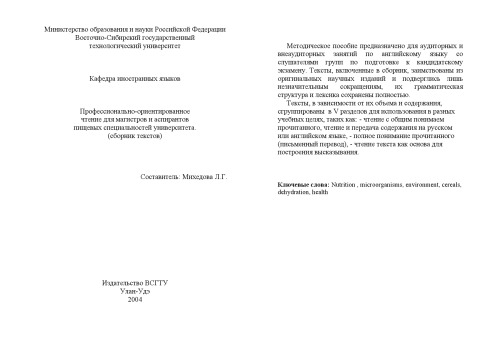 Министерство образования и науки Российской Федерации
Восточно-Сибирский государственный
технологический университет
Кафедра иностранных языков
Профессионально-ориентированное
чтение для магистров и аспирантов
пищевых специальностей университета.
(сборник текстов)
Составитель: Михедова Л.Г.
Издательство ВСГТУ
Улан-Удэ
2004
Методическое пособие предназначено для аудиторных и
внеаудиторных занятий по английскому языку со
слушателями групп по подготовке к кандидатскому
экзамену. Тексты, включенные в сборник, заимствованы из
оригинальных научных изданий и подверглись лишь
незначительным сокращениям, их грамматическая
структура и лексика сохранены полностью.
Тексты, в зависимости от их объема и содержания,
сгруппированы в V разделов для использования в разных
учебных целях, таких как: - чтение с общим понимаем
прочитанного, чтение и передача содержания на русском
или английском языке, - полное понимание прочитанного
(письменный перевод), - чтение текста как основа для
построения высказывания.
Ключевые слова: Nutrition , microorganisms, environment, cereals,
dehydration, health